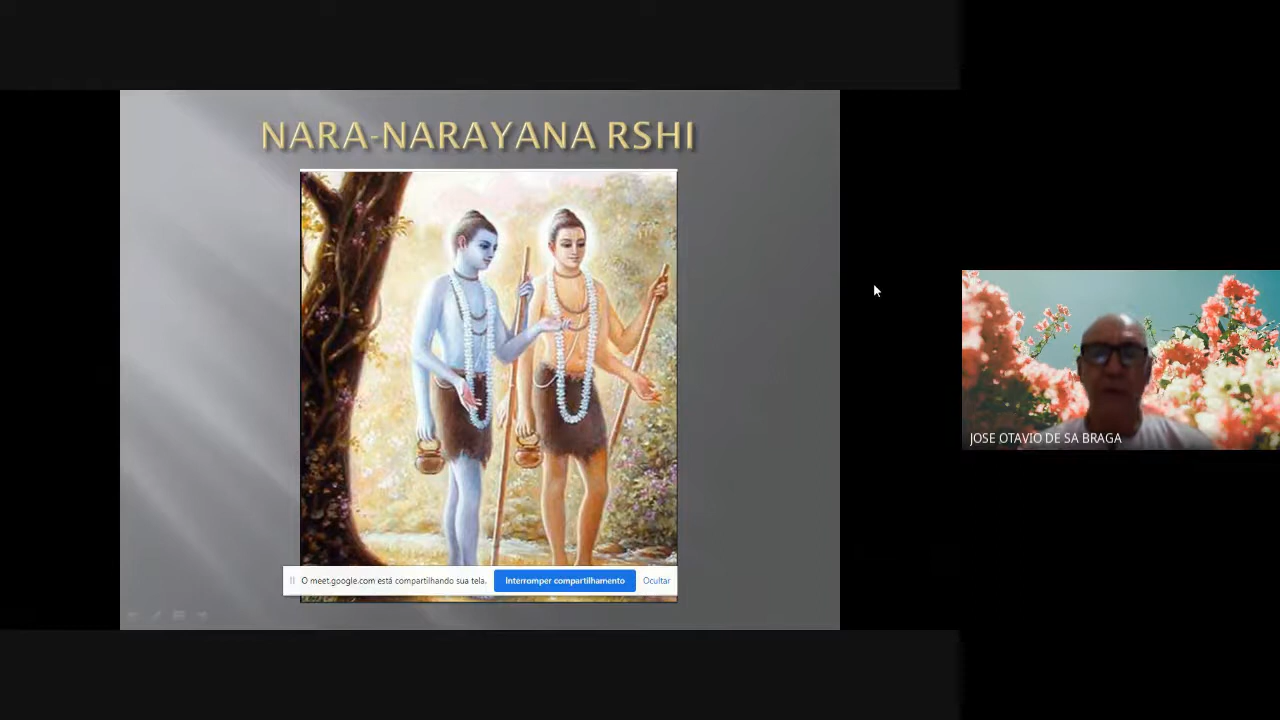 NARA-NARAYANA RSHI
O meet.google.com está compartilhando sua tela.
Interromper compartilhamento
Ocultar
JOSE OTAVIO DE SA BRAGA